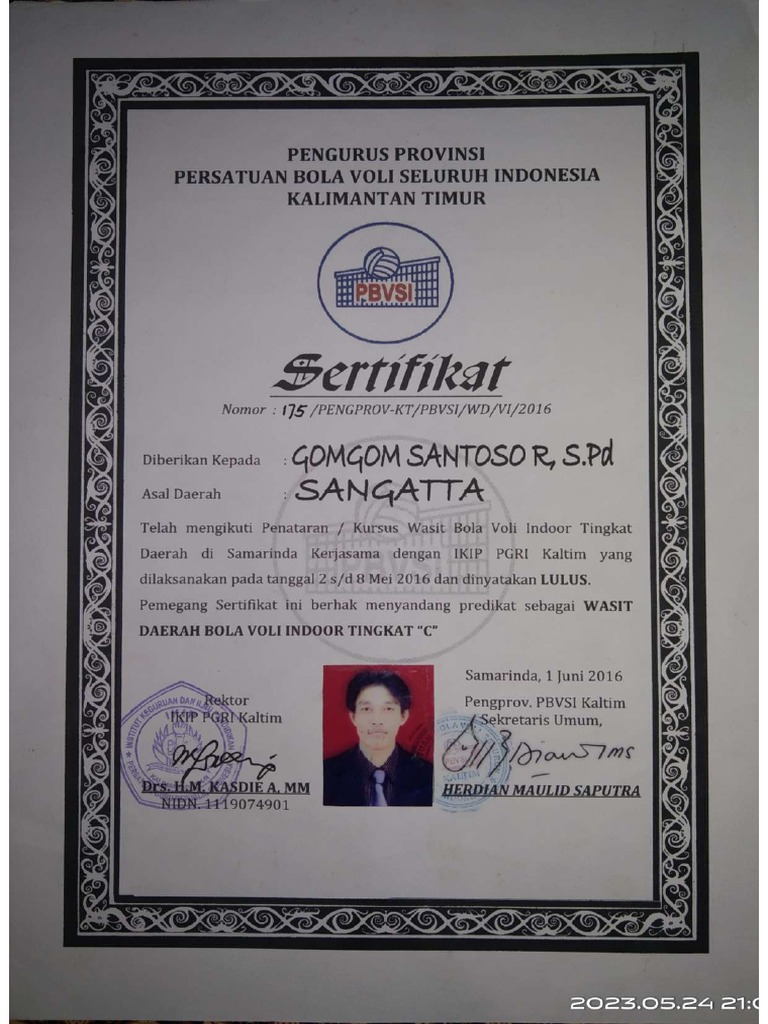 PENGURUS PROVINSI
PERSATUAN BOLA VOLI SELURUH INDONESIA
KALIMANTAN TIMUR
PBVSI
Sertifikat
Nomor : 175 /PENGPROV-KT/PBVSI/WD/VI/2016
Diberikan Kepada : GOMGOM SANTOSO R, S.Pd
Asal Daerah : SANGATTA
Telah mengikuti Penataran / Kursus Wasit Bola Voli Indoor Tingkat
Daerah di Samarinda Kerjasama dengan IKIP PGRI Kaltim yang
dilaksanakan pada tanggal 2 s/d 8 Mei 2016 dan dinyatakan LULUS.
Pemegang Sertifikat ini berhak menyandang predikat sebagai WASIT
DAERAH BOLA VOLI INDOOR TINGKAT "C"
Samarinda, 1 Juni 2016
Rektor
IKIP PGRI Kaltim
Drs. H.M. KASDIE A, MM
NIDN. 1119074901
Pengprov. PBVSI Kaltim
Sekretaris Umum,
HERDIAN MAULID SAPUTRA
2023.05.24 21:0